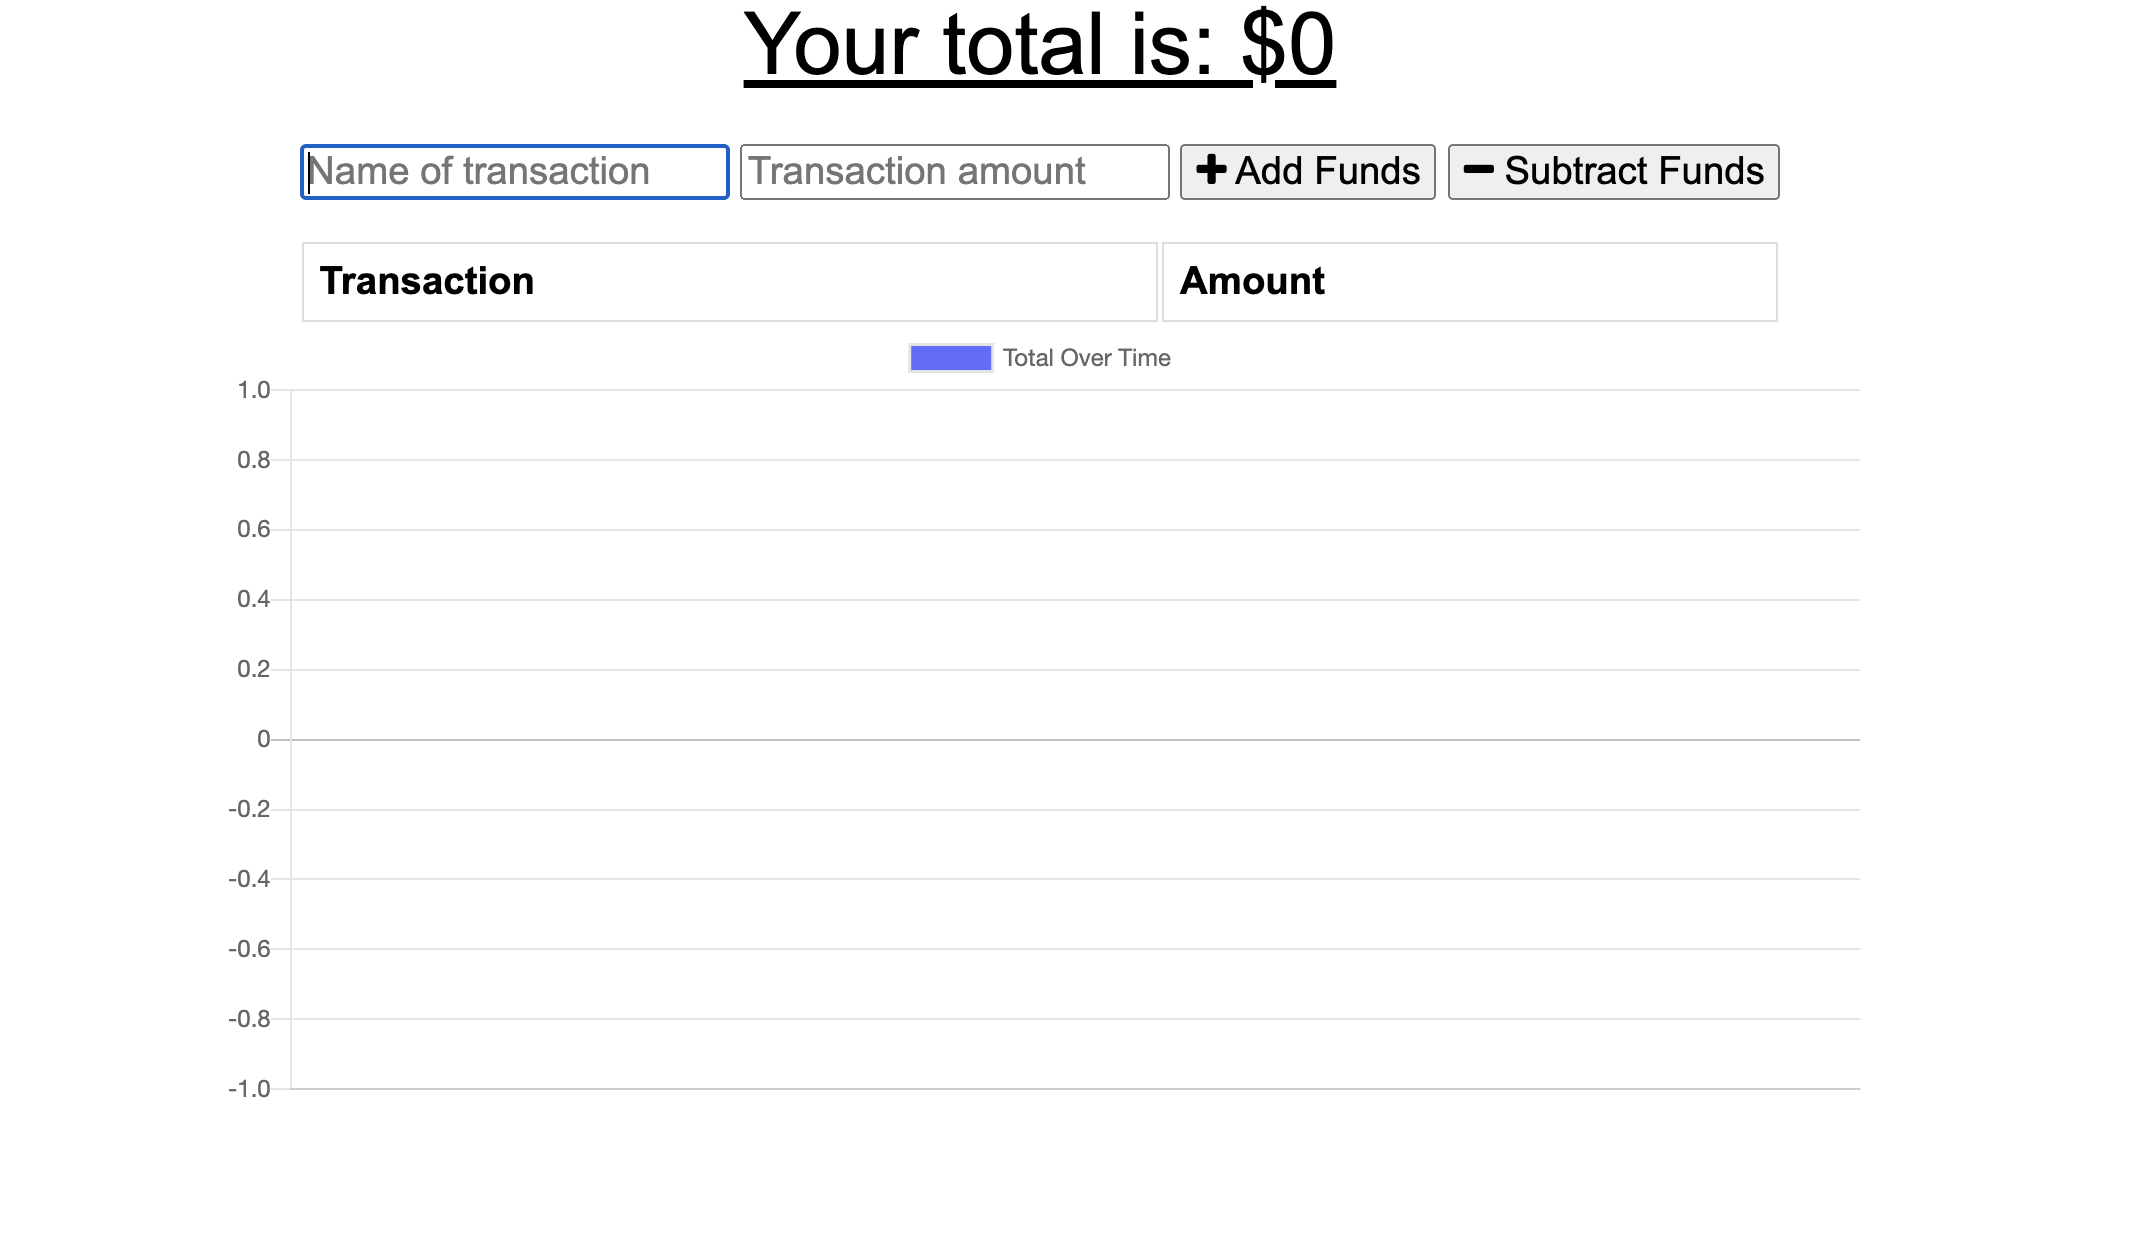 Your total is: $0
Name of transaction Transaction amount Add Funds Subtract Funds
Transaction Amount
Total Over Time
1.0
0.8
0.6
0.4
0.2
0
-0.2
-0.4
-0.6
-0.8
-1.0